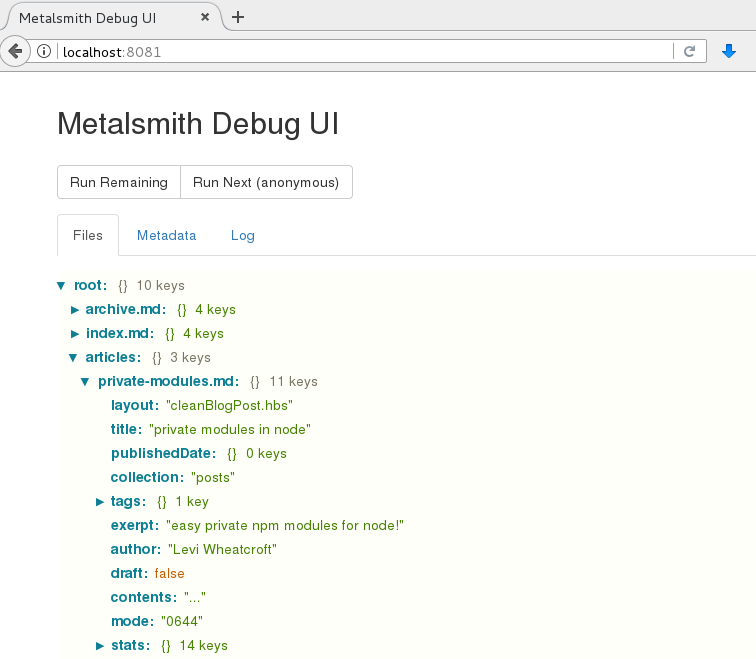 Metalsmith Debug UI
localhost:8081
Metalsmith Debug UI
Run Remaining Run Next (anonymous)
Files Metadata Log
root: {} 10 keys
archive.md: {} 4 keys
index.md: {} 4 keys
articles: {} 3 keys
private-modules.md: {} 11 keys
layout: "cleanBlogPost.hbs"
title: "private modules in node"
publishedDate: {} 0 keys
collection: "posts"
tags: {} 1 key
exerpt: "easy private npm modules for node!"
author: "Levi Wheatcroft"
draft: false
contents: "..."
mode: "0644"
stats: {} 14 keys